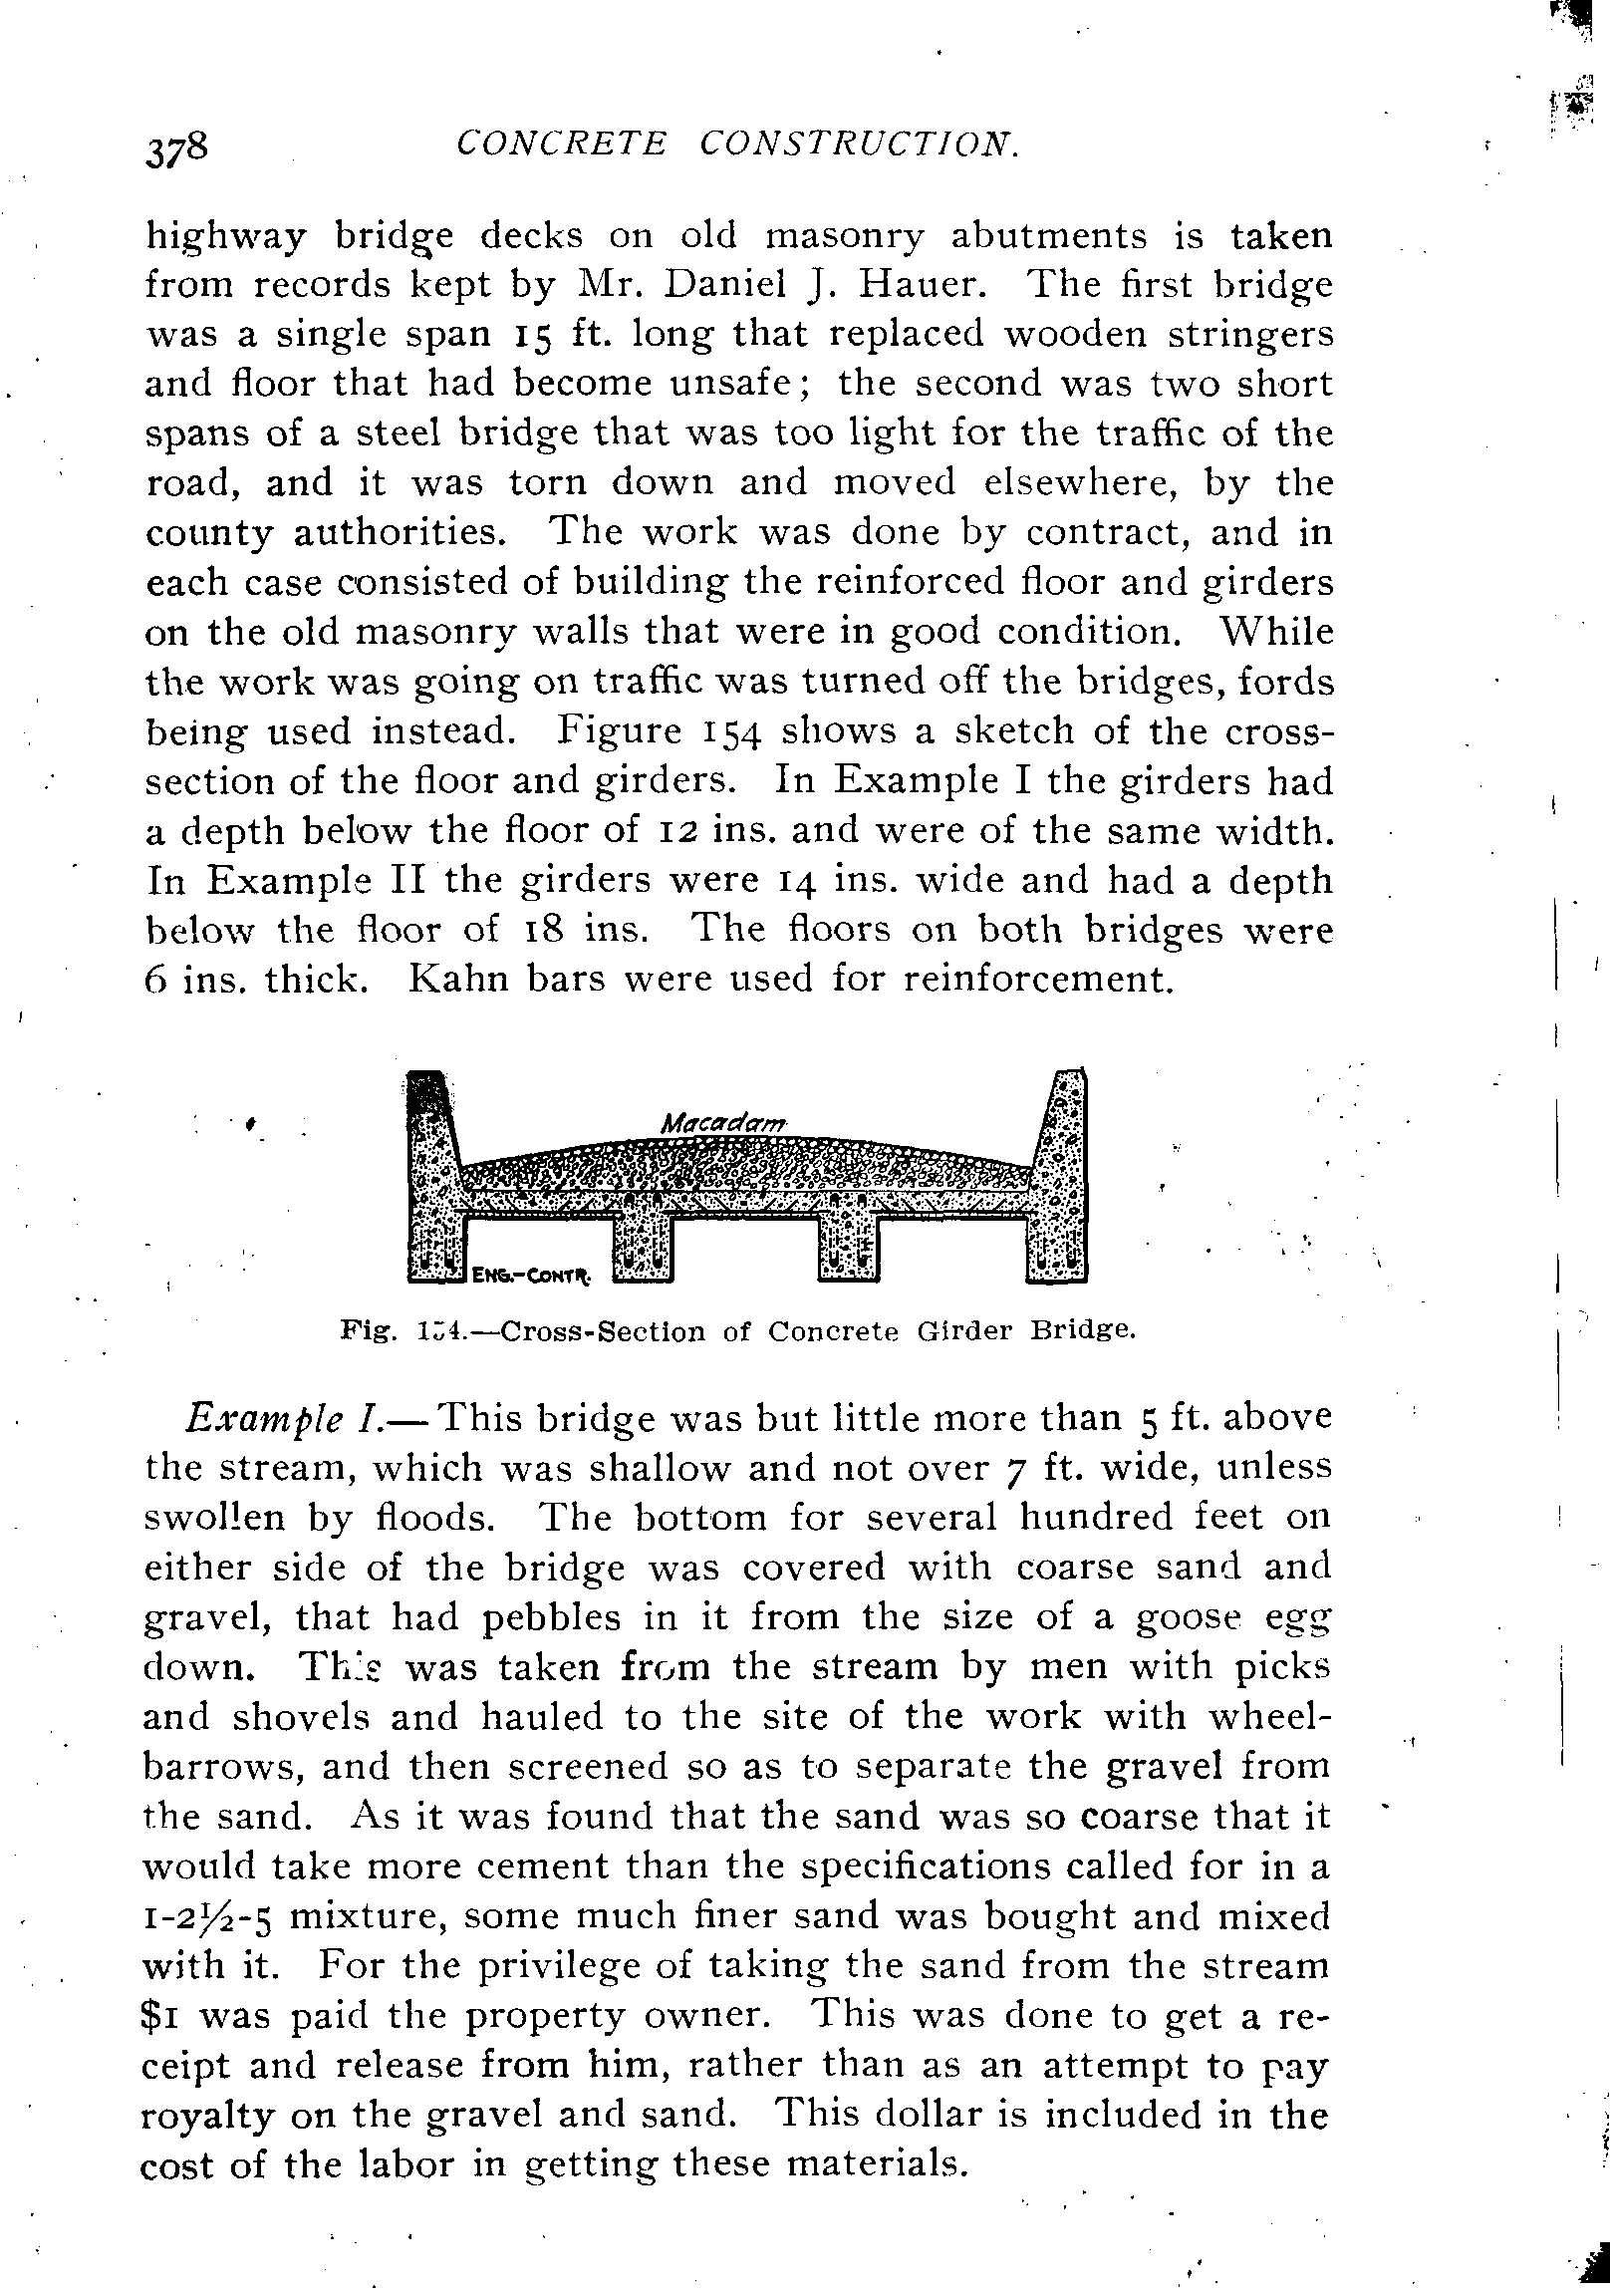 378 CONCRETE CONSTRUCTION.
highway bridge decks on old masonry abutments is taken
from records kept by Mr. Daniel J. Hauer. The first bridge
was a single span 15 ft. long that replaced wooden stringers
and floor that had become unsafe; the second was two short
spans of a steel bridge that was too light for the traffic of the
road, and it was torn down and moved elsewhere, by the
county authorities. The work was done by contract, and in
each case consisted of building the reinforced floor and girders
on the old masonry walls that were in good condition. While
the work was going on traffic was turned off the bridges, fords
being used instead. Figure 154 shows a sketch of the cross-
section of the floor and girders. In Example I the girders had
a depth below the floor of 12 ins. and were of the same width.
In Example II the girders were 14 ins. wide and had a depth
below the floor of 18 ins. The floors on both bridges were
6 ins. thick. Kahn bars were used for reinforcement.
Macadam
ENG.-CONTR.
Fig. 154.—Cross-Section of Concrete Girder Bridge.
Example I.—This bridge was but little more than 5 ft. above
the stream, which was shallow and not over 7 ft. wide, unless
swollen by floods. The bottom for several hundred feet on
either side of the bridge was covered with coarse sand and
gravel, that had pebbles in it from the size of a goose egg
down. This was taken from the stream by men with picks
and shovels and hauled to the site of the work with wheel-
barrows, and then screened so as to separate the gravel from
the sand. As it was found that the sand was so coarse that it
would take more cement than the specifications called for in a
1-2½-5 mixture, some much finer sand was bought and mixed
with it. For the privilege of taking the sand from the stream
$1 was paid the property owner. This was done to get a re-
ceipt and release from him, rather than as an attempt to pay
royalty on the gravel and sand. This dollar is included in the
cost of the labor in getting these materials.